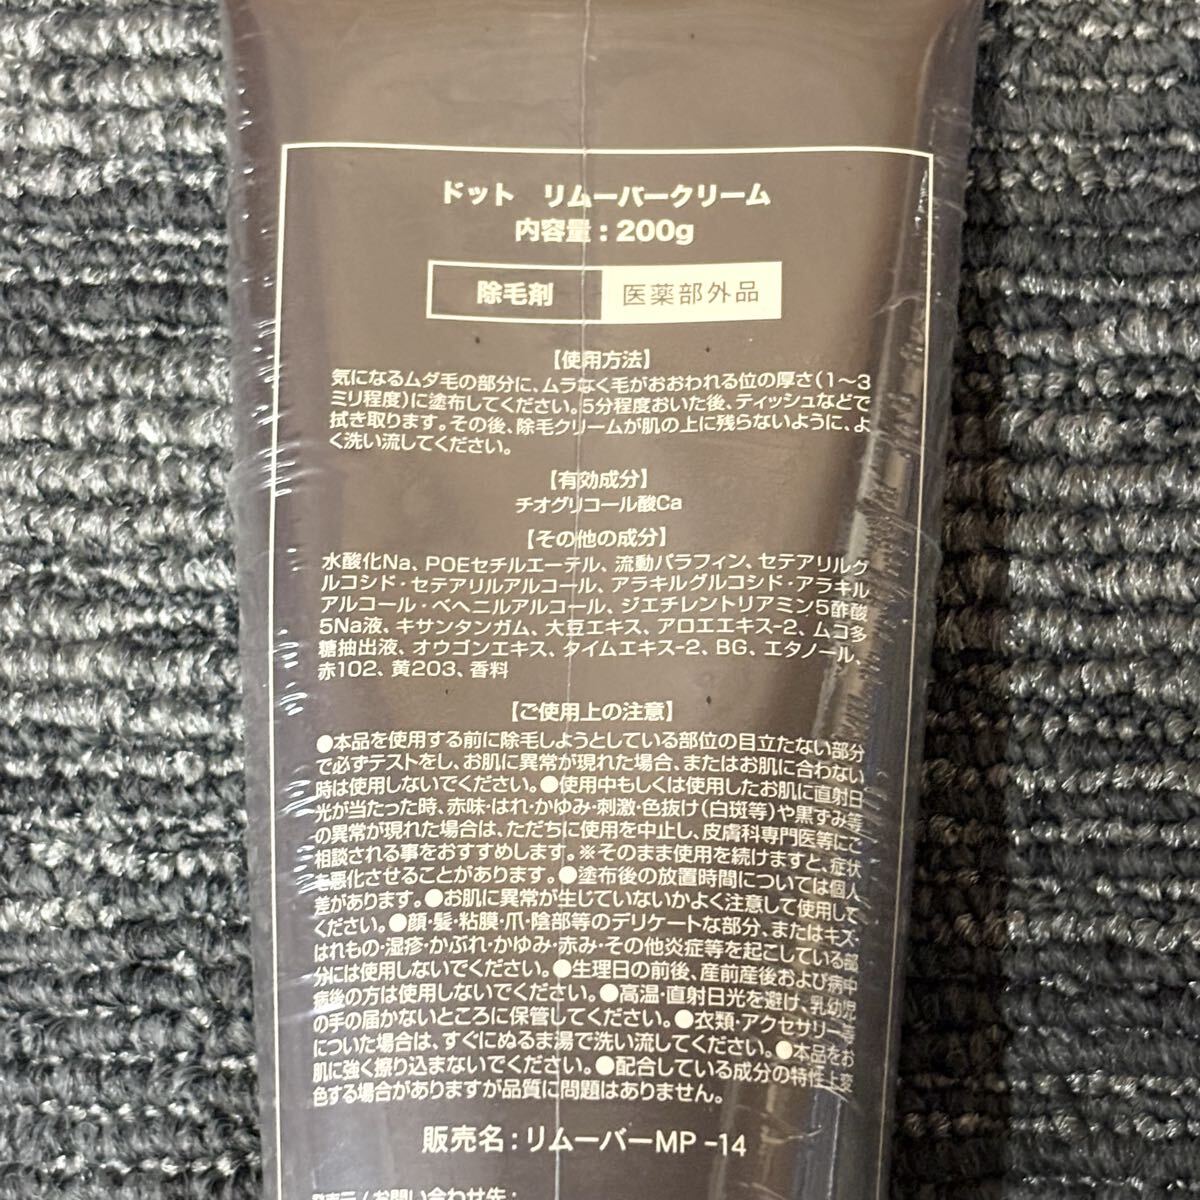 ドット リムーバークリーム
内容量：200g
除毛剤 医薬部外品
【使用方法】
気になるムダ毛の部分に、ムラなく毛がおおわれる位の厚さ（1〜3
ミリ程度）に塗布してください。5分程度おいた後、ティッシュなどで
拭き取ります。その後、除毛クリームが肌の上に残らないように、よ
く洗い流してください。
【有効成分】
チオグリコール酸Ca
【その他の成分】
水酸化Na、POEセチルエーテル、流動パラフィン、セテアリルグ
ルコシド・セテアリルアルコール、アラキルグルコシド・アラキル
アルコール・ベヘニルアルコール、ジエチレントリアミン5酢酸
5Na液、キサンタンガム、大豆エキス、アロエエキス-2、ムコ多
糖抽出液、オウゴンエキス、タイムエキス-2、BG、エタノール、
赤102、黄203、香料
【ご使用上の注意】
●本品を使用する前に除毛しようとしている部位の目立たない部分
で必ずテストをし、お肌に異常が現れた場合、またはお肌に合わない
時は使用しないでください。●使用中もしくは使用したお肌に直射日
光が当たった時、赤味・はれ・かゆみ・刺激・色抜け（白斑等）や黒ずみ等
の異常が現れた場合は、ただちに使用を中止し、皮膚科専門医等にご
相談される事をおすすめします。※そのまま使用を続けますと、症状
を悪化させることがあります。●塗布後の放置時間については個人
差があります。●お肌に異常が生じていないかよく注意して使用して
ください。●顔・髪・粘膜・爪・陰部等のデリケートな部分、またはキズ・
はれもの・湿疹・かぶれ・かゆみ・赤み・その他炎症等を起こしている部
分には使用しないでください。●生理日の前後、産前産後および病中
病後の方は使用しないでください。●高温・直射日光を避け、乳幼児
の手の届かないところに保管してください。●衣類・アクセサリー等
についた場合は、すぐにぬるま湯で洗い流してください。●本品をお
肌に強く擦り込まないでください。●配合している成分の特性上変
色する場合がありますが品質に問題はありません。
販売名：リムーバーMP -14
発売元/お問い合わせ先：